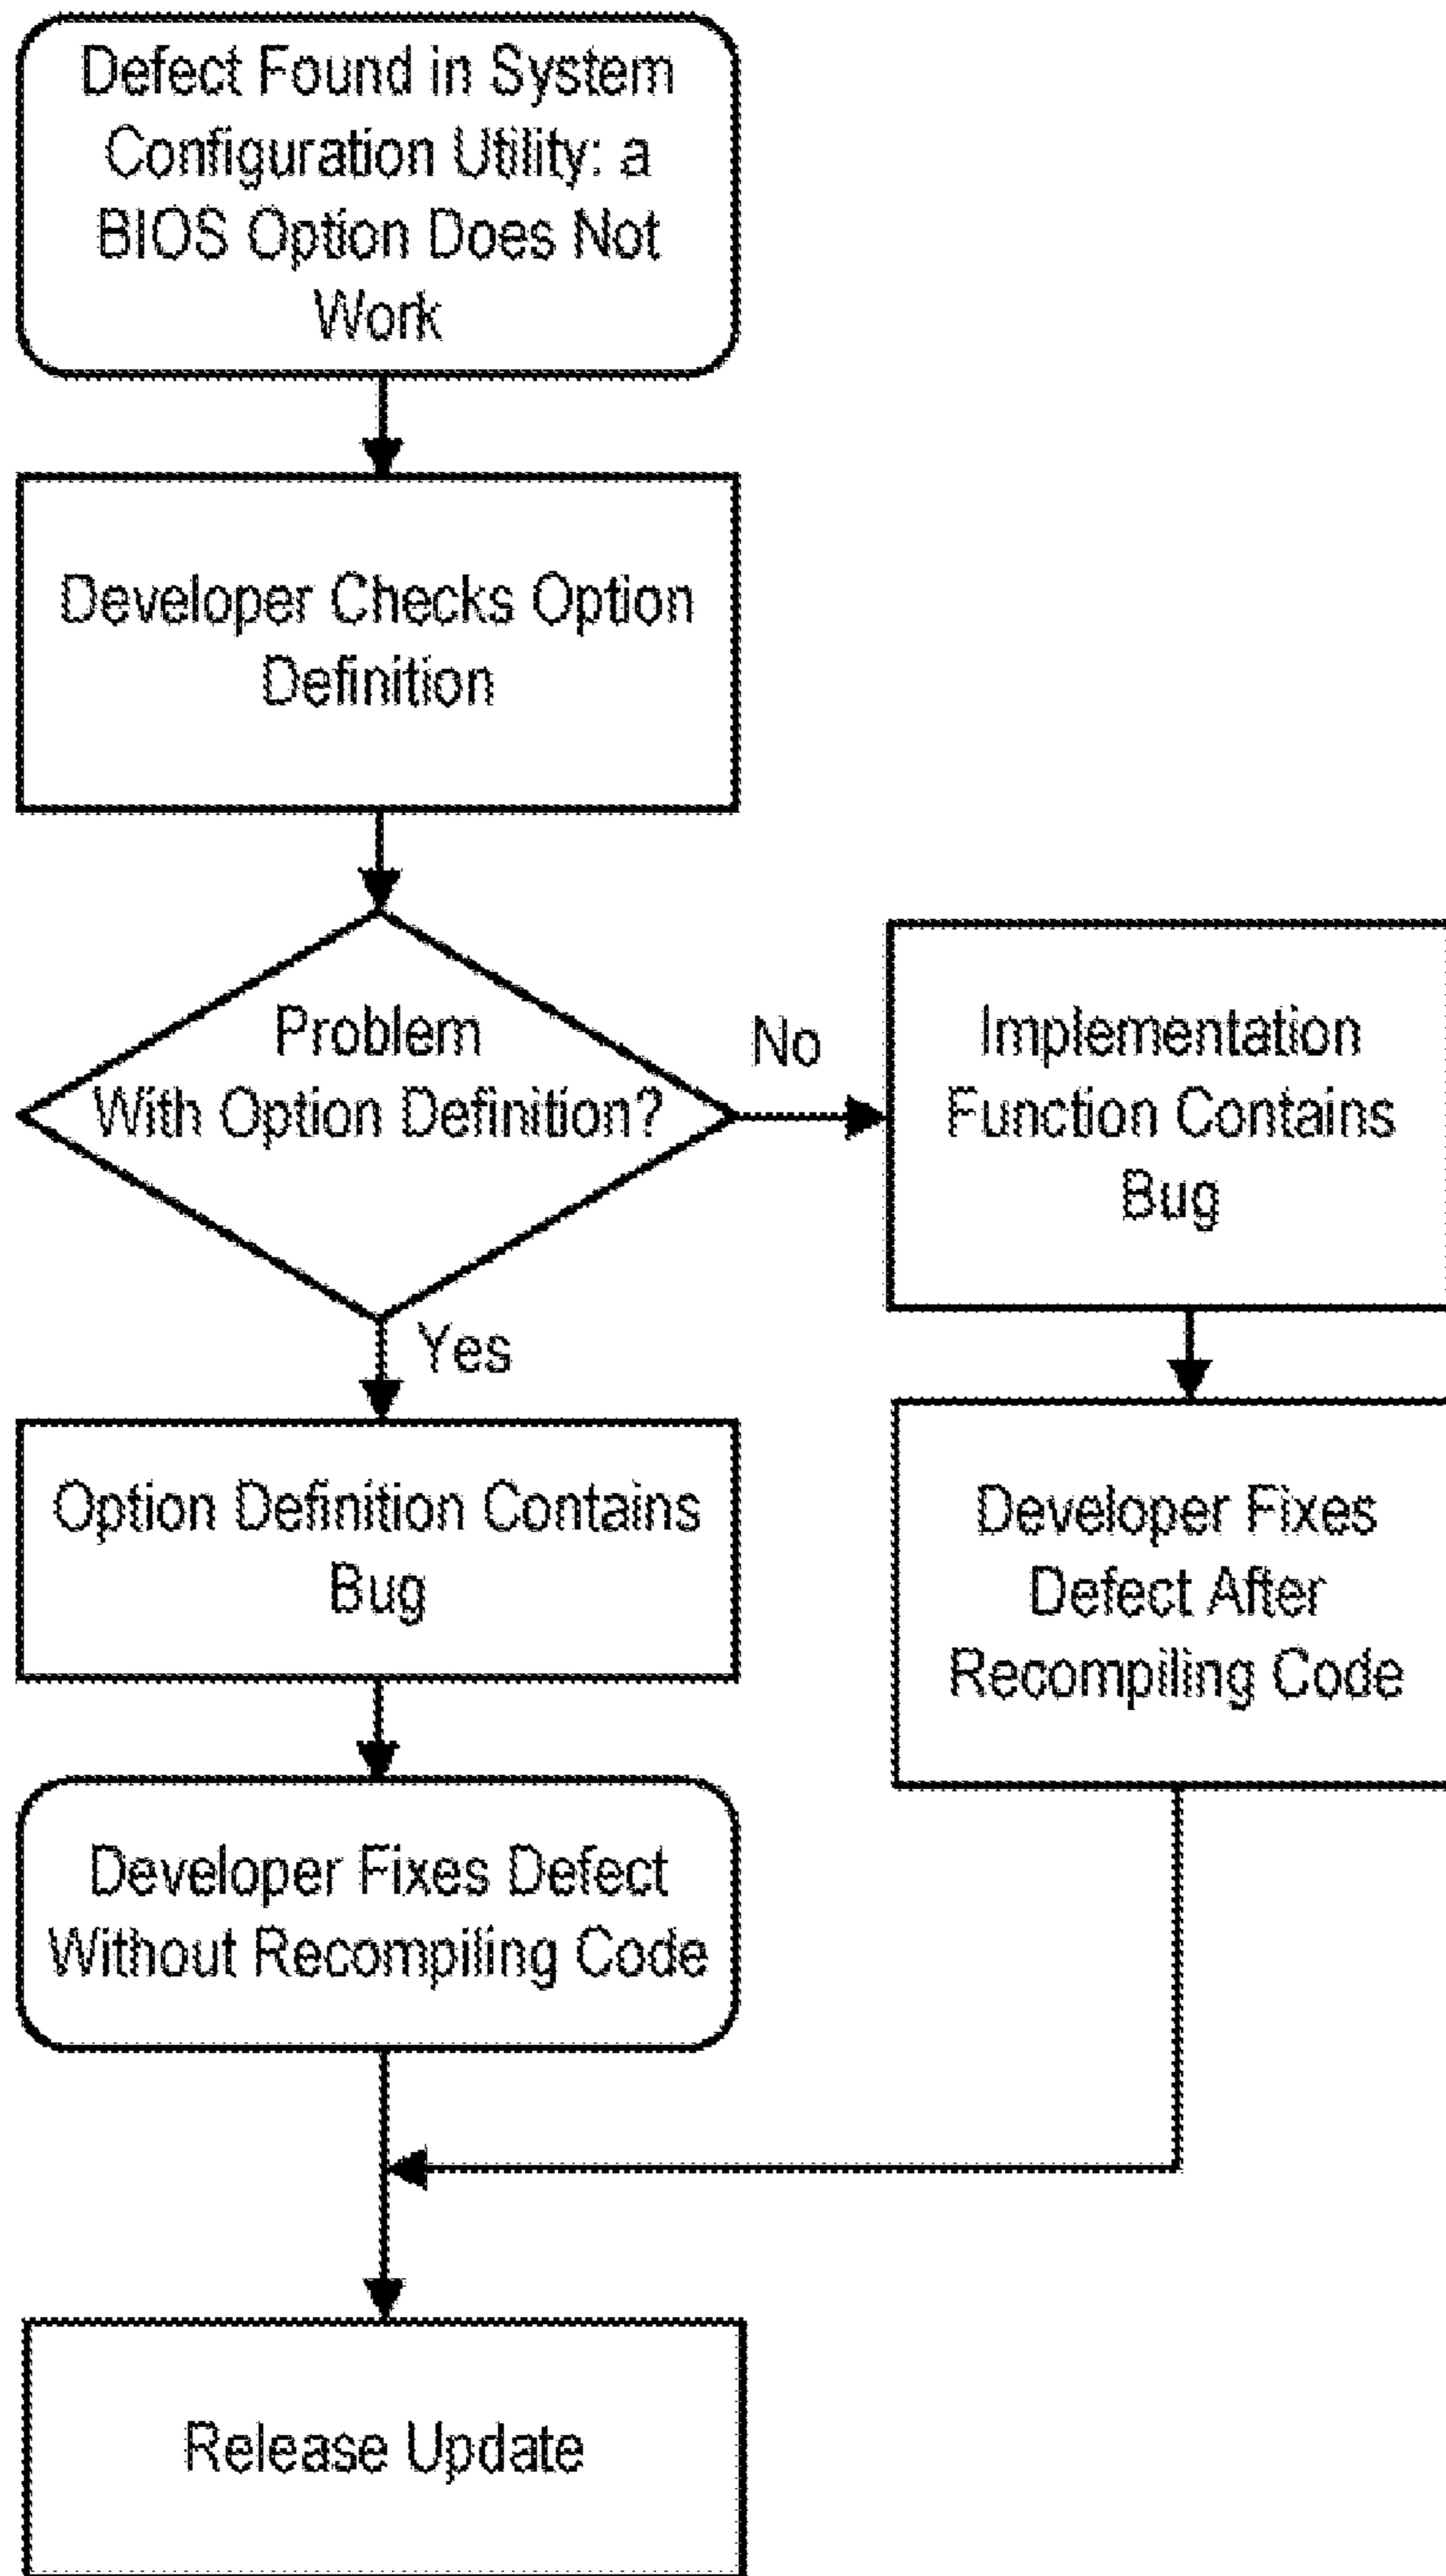 Defect Found in System
Configuration Utility: a
BIOS Option Does Not
Work
Developer Checks Option
Definition
Problem
With Option Definition?
No
Implementation
Function Contains
Bug
Yes
Option Definition Contains
Bug
Developer Fixes
Defect After
Recompiling Code
Developer Fixes Defect
Without Recompiling Code
Release Update